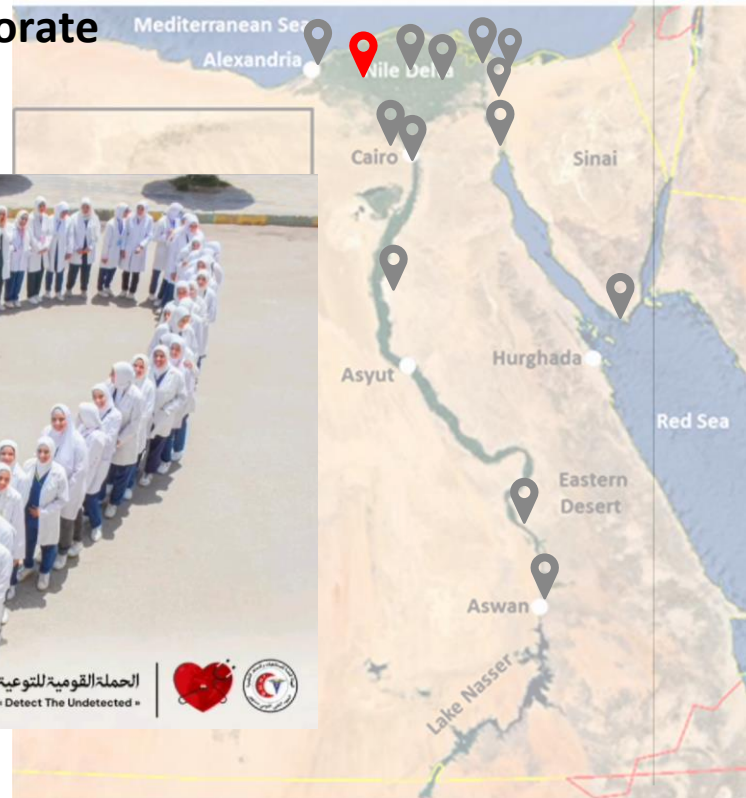 orate
Mediterranean Sea
Alexandria
Nile Delta
Cairo
Sinai
Asyut
Hurghada
Red Sea
Eastern
Desert
Aswan
Lake Nasser
الحملة القومية للتوعية
« Detect The Undetected »